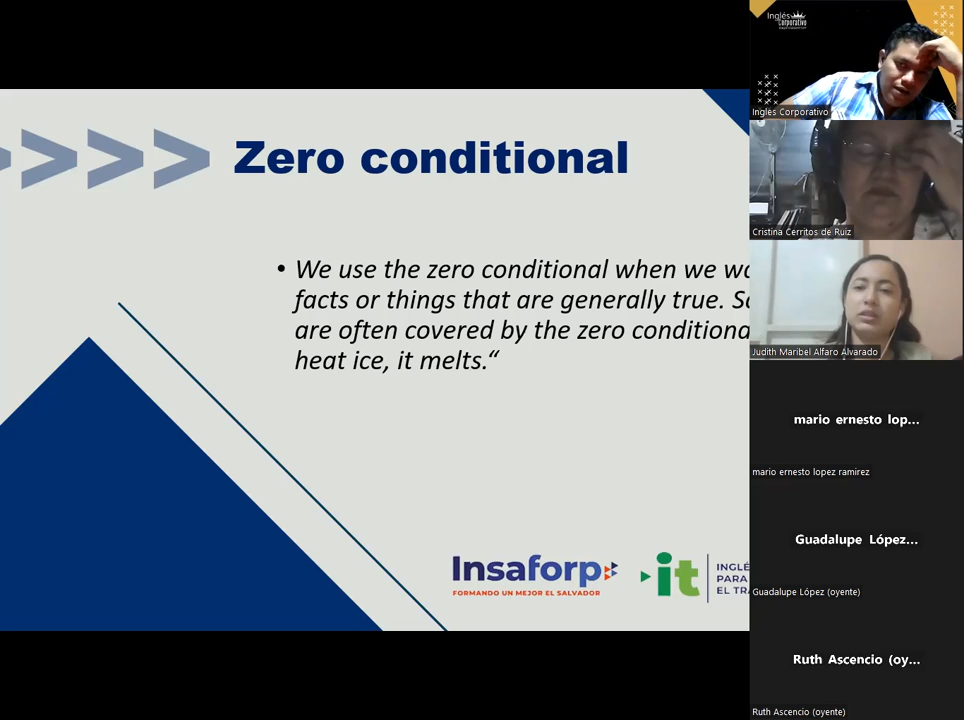 >>>> Zero conditional
• We use the zero conditional when we wa
facts or things that are generally true. Sc
are often covered by the zero conditiona
heat ice, it melts.“
Insaforp
FORMANDO UN MEJOR EL SALVADOR
it
INGLÉ
PARA
EL TRA
Inglés
Corporativo
Inglés Corporativo
Cristina Cerritos de Ruiz
Judith Maribel Alfaro Alvarado
mario ernesto lop...
mario ernesto lopez ramirez
Guadalupe López...
Guadalupe López (oyente)
Ruth Ascencio (oy...
Ruth Ascencio (oyente)